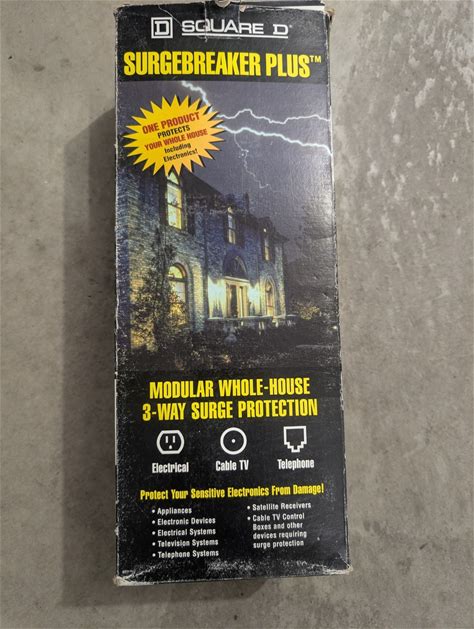 D SQUARE D
SURGEBREAKER PLUS™
ONE PRODUCT
PROTECTS
YOUR WHOLE HOUSE
Including
Electronics!
MODULAR WHOLE-HOUSE
3-WAY SURGE PROTECTION
Electrical
Cable TV
Telephone
Protect Your Sensitive Electronics From Damage!
• Appliances
• Electronic Devices
• Electrical Systems
• Television Systems
• Telephone Systems
• Satellite Receivers
• Cable TV Control
Boxes and other
devices requiring
surge protection